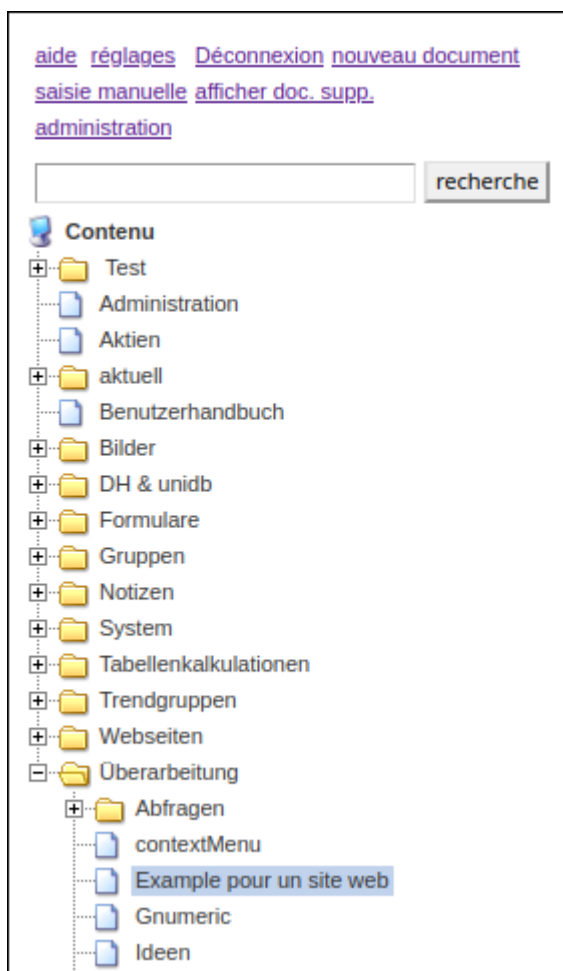 aide réglages Déconnexion nouveau document
saisie manuelle afficher doc. supp.
administration
recherche
Contenu
Test
Administration
Aktien
aktuell
Benutzerhandbuch
Bilder
DH & unidb
Formulare
Gruppen
Notizen
System
Tabellenkalkulationen
Trendgruppen
Webseiten
Überarbeitung
Abfragen
contextMenu
Example pour un site web
Gnumeric
Ideen